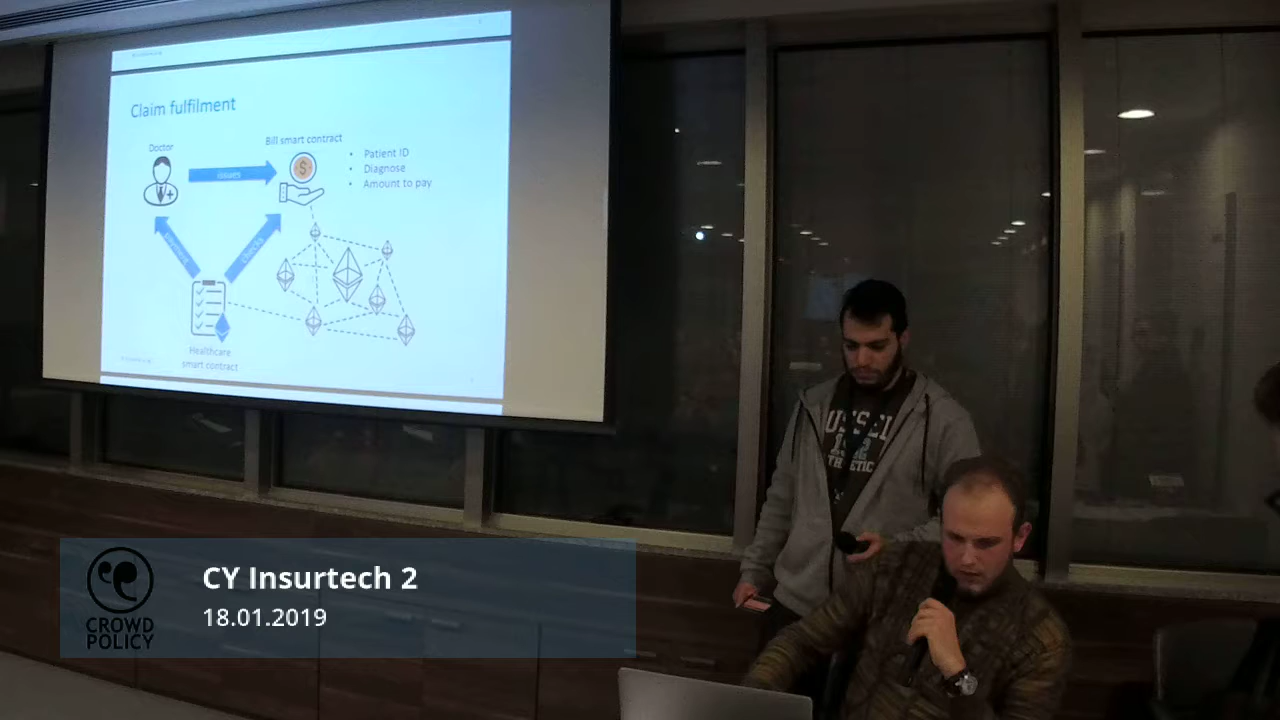 Claim fulfilment
Doctor
Bill smart contract
issues
• Patient ID
• Diagnose
• Amount to pay
checks
Healthcare
smart contract
USSEL
CROWD
POLICY
CY Insurtech 2
18.01.2019